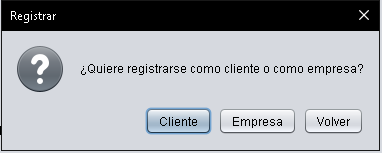 Registrar
¿Quiere registrarse como cliente o como empresa?
Cliente Empresa Volver